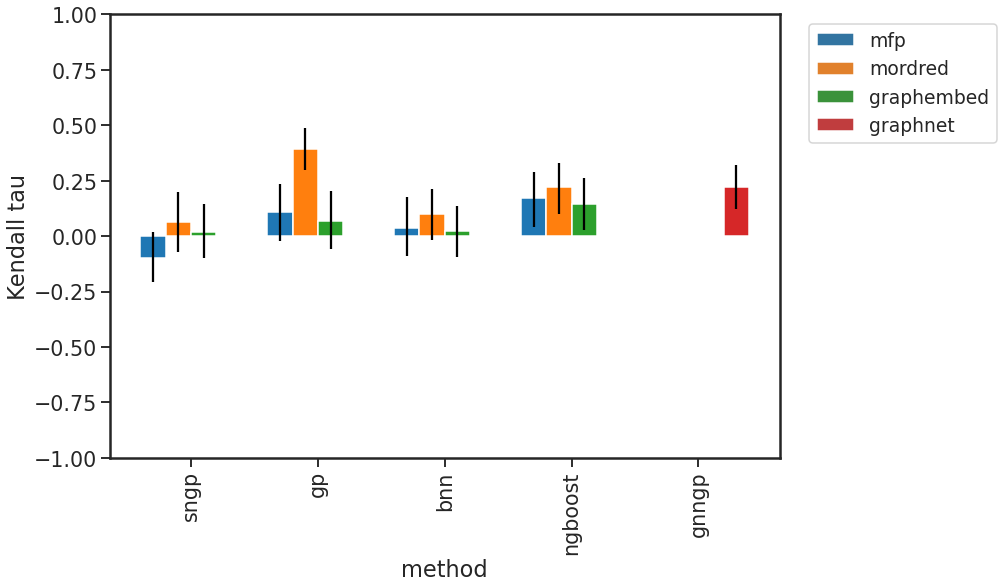 1.00
0.75
0.50
0.25
0.00
−0.25
−0.50
−0.75
−1.00
Kendall tau
sngp
gp
bnn
ngboost
gnngp
method
mfp
mordred
graphembed
graphnet